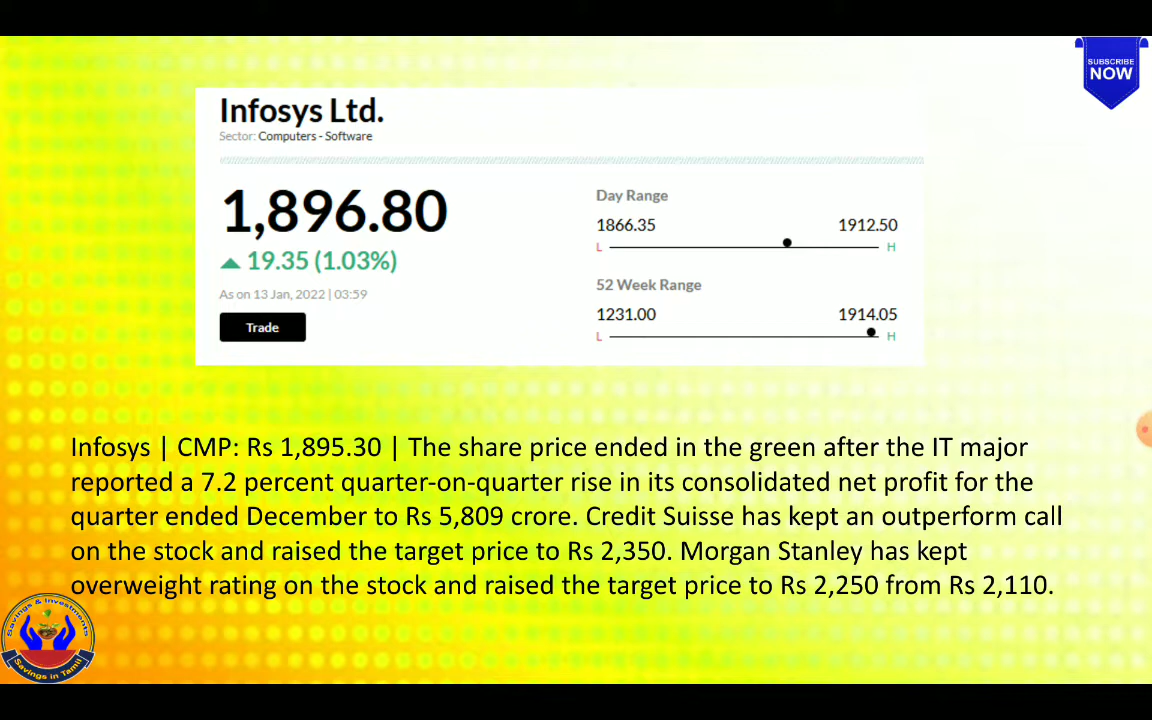 SUBSCRIBE
NOW
Infosys Ltd.
Sector: Computers - Software
1,896.80
19.35 (1.03%)
As on 13 Jan, 2022 | 03:59
Trade
Day Range
1866.35 1912.50
L H
52 Week Range
1231.00 1914.05
L H
Infosys | CMP: Rs 1,895.30 | The share price ended in the green after the IT major
reported a 7.2 percent quarter-on-quarter rise in its consolidated net profit for the
quarter ended December to Rs 5,809 crore. Credit Suisse has kept an outperform call
on the stock and raised the target price to Rs 2,350. Morgan Stanley has kept
overweight rating on the stock and raised the target price to Rs 2,250 from Rs 2,110.
Savings & Investments
Savings in Tamil